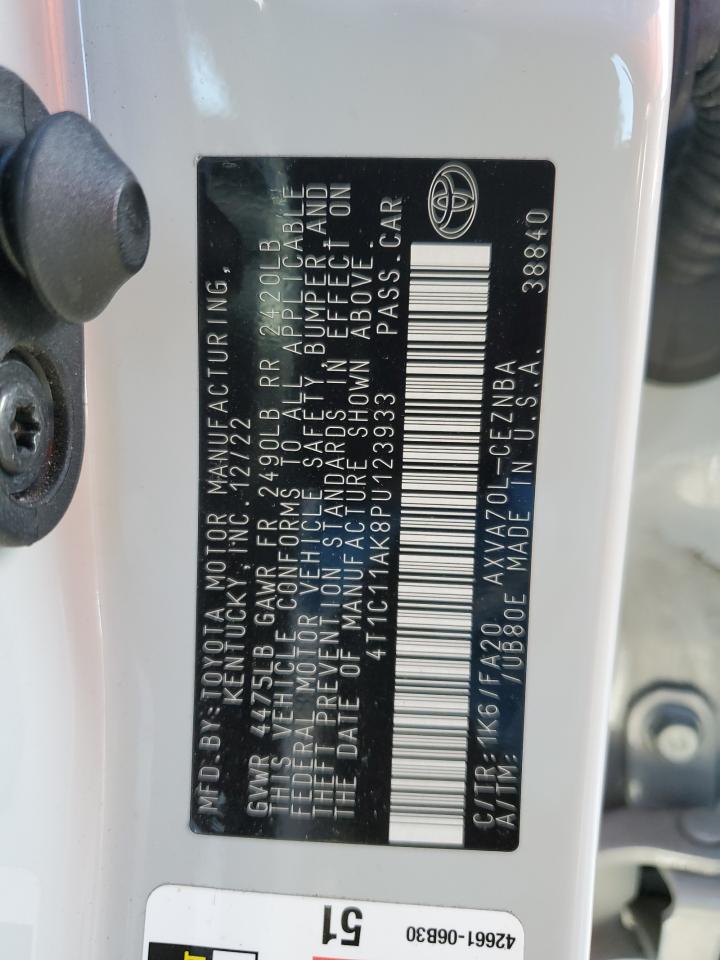 MFD. BY: TOYOTA MOTOR MANUFACTURING,
KENTUCKY, INC. 12/22
GVWR 4475LB GAWR FR 2490LB RR 2420LB
THIS VEHICLE CONFORMS TO ALL APPLICABLE
FEDERAL MOTOR VEHICLE SAFETY, BUMPER, AND
THEFT PREVENTION STANDARDS IN EFFECT ON
THE DATE OF MANUFACTURE SHOWN ABOVE.
4T1C11AK8PU123933 PASS.CAR
C/TR: 1K6/FA20 AXVA70L-CEZNBA
A/TM: /UB80E MADE IN U.S.A. 38840
51
42661-06B30